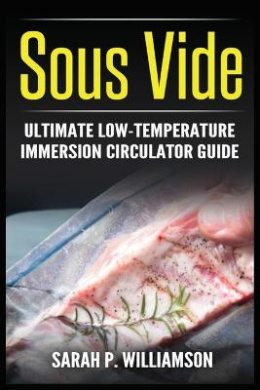 Sous Vide
ULTIMATE LOW-TEMPERATURE
IMMERSION CIRCULATOR GUIDE
SARAH P. WILLIAMSON